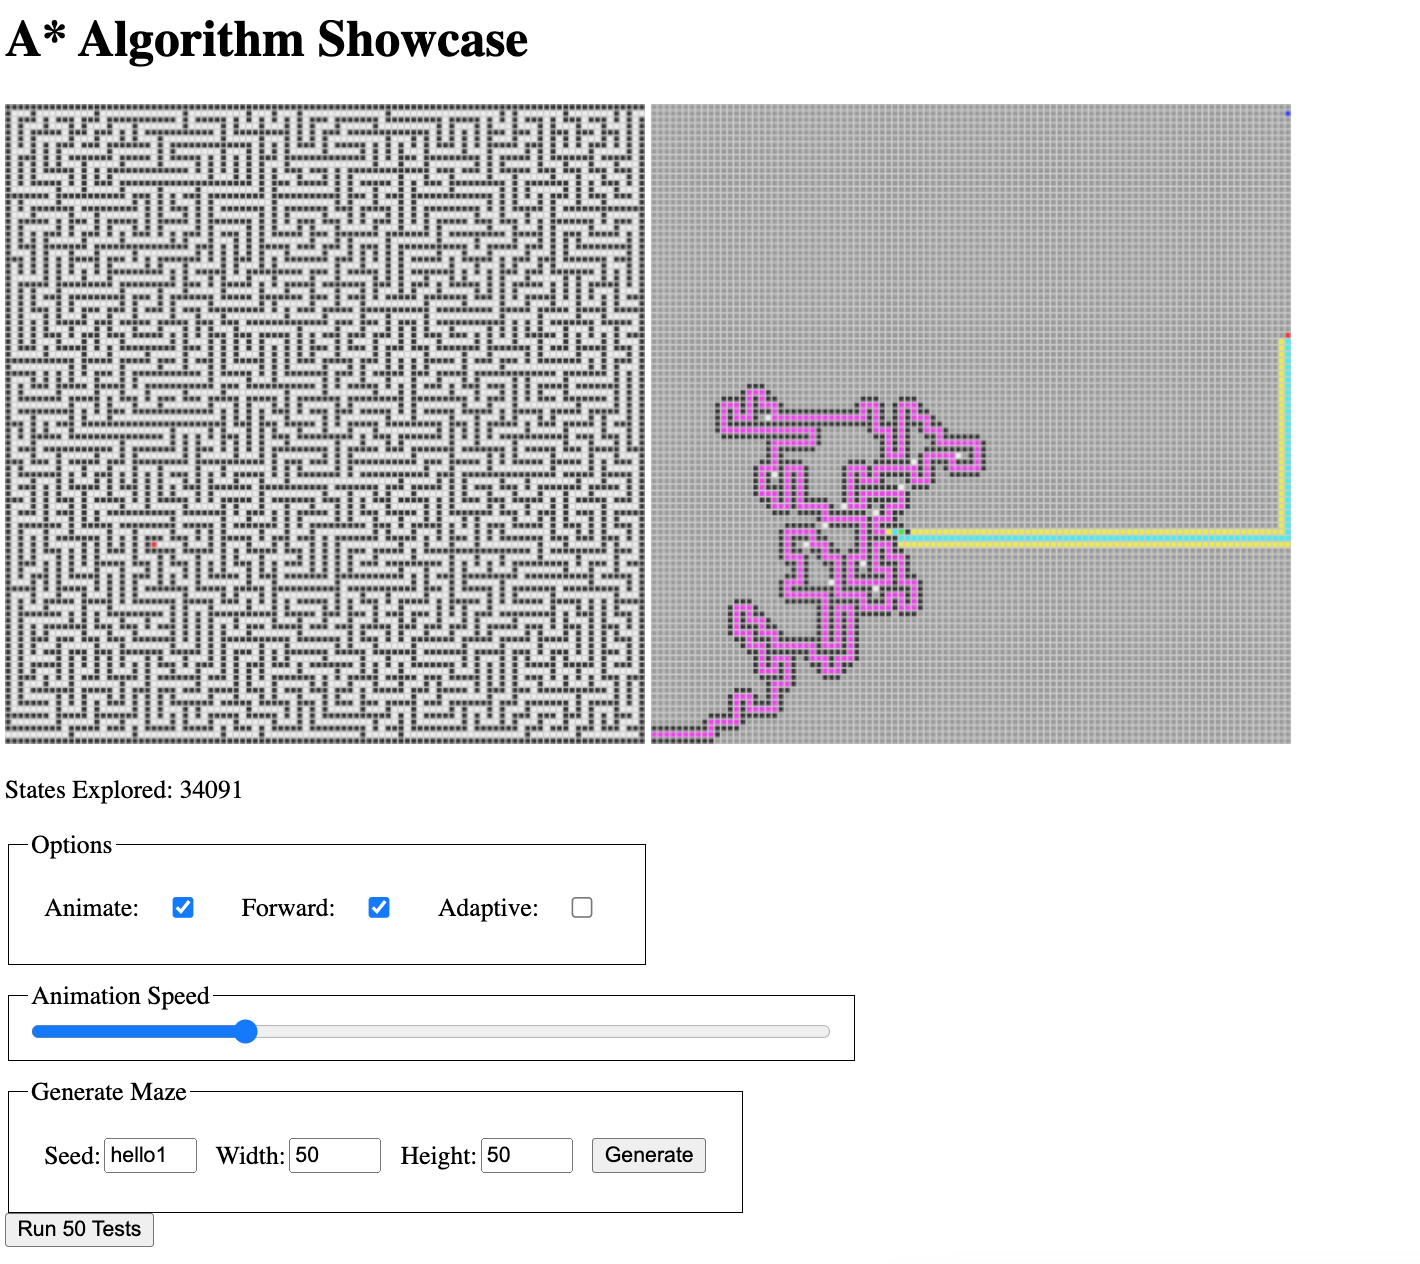 A* Algorithm Showcase
States Explored: 34091
Options
Animate: Forward: Adaptive:
Animation Speed
Generate Maze
Seed: hello1 Width: 50 Height: 50 Generate
Run 50 Tests